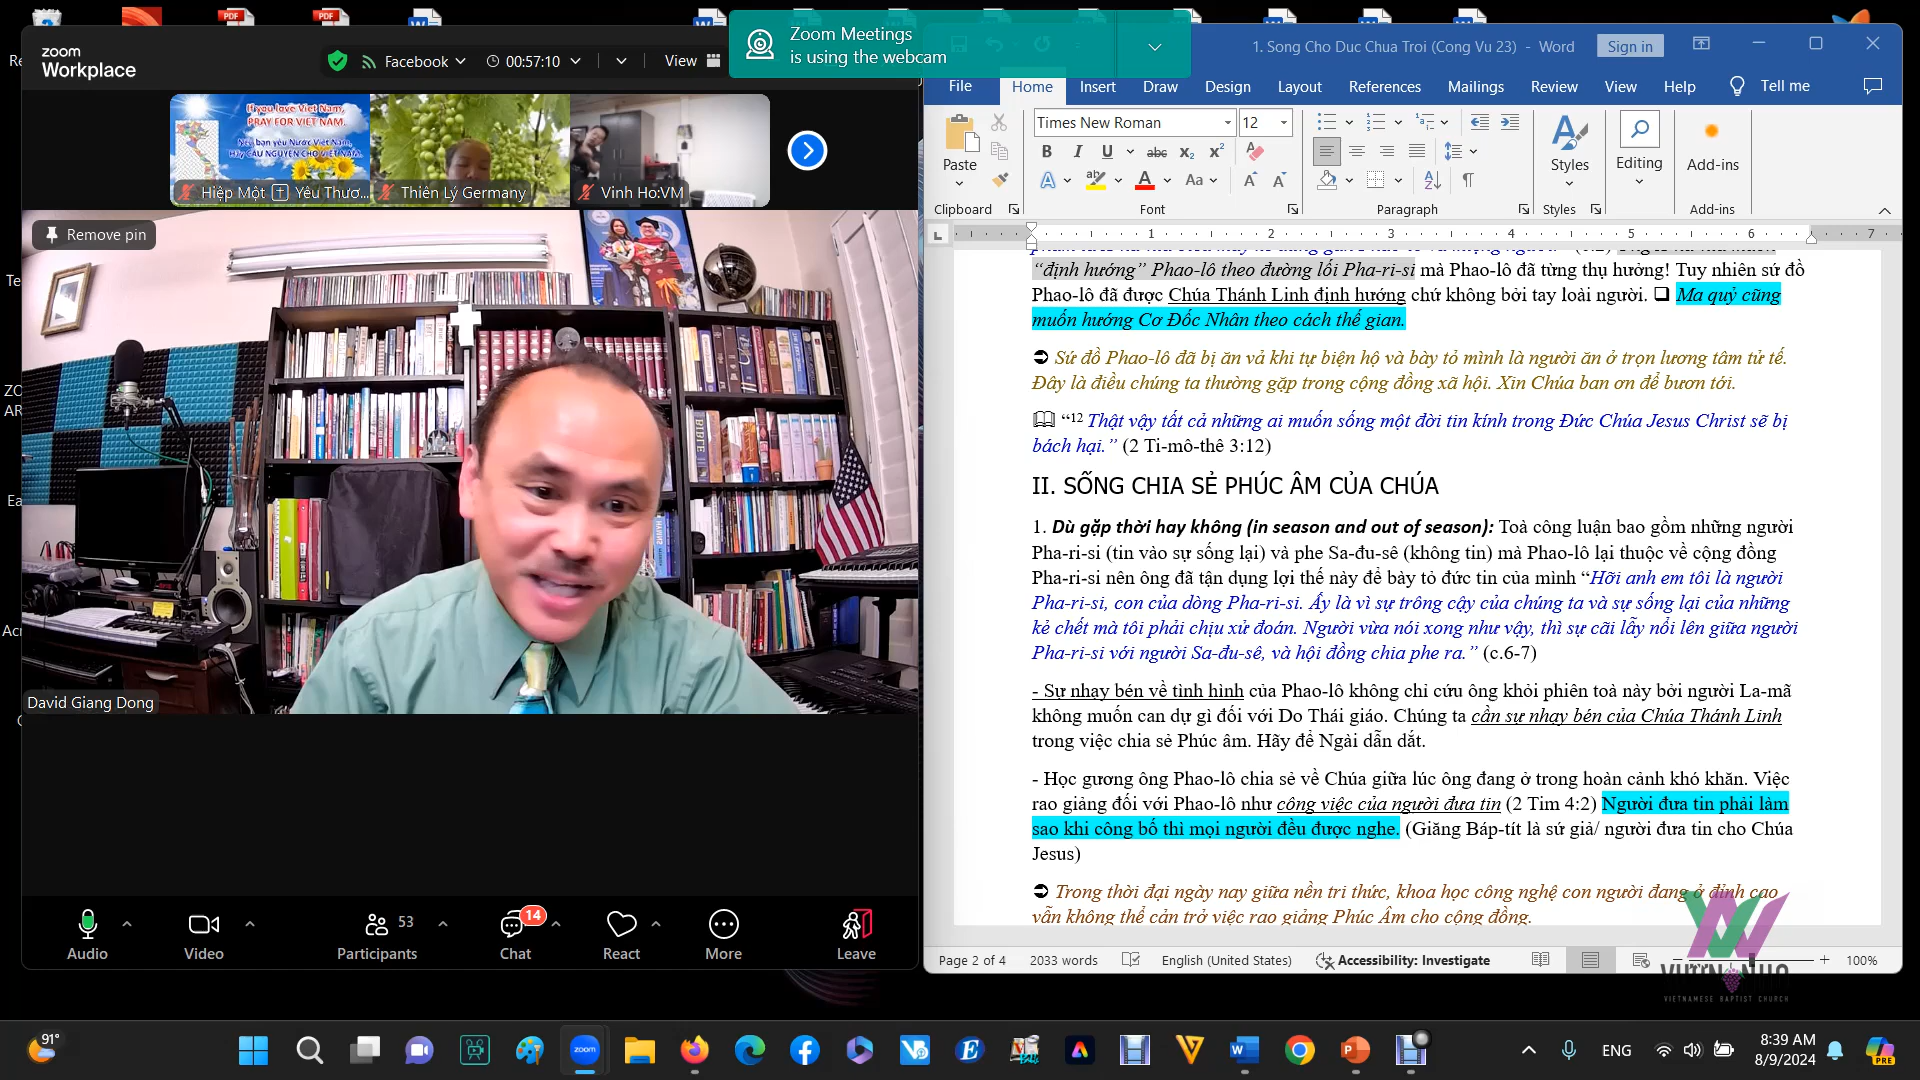 Zoom Meetings
is using the webcam
zoom
Workplace
Facebook
00:57:10
View
1. Song Cho Duc Chua Troi (Cong Vu 23) - Word
Sign in
File Home Insert Draw Design Layout References Mailings Review View Help Tell me
If you love Viet Nam,
PRAY FOR VIET NAM.
Hiệp Một Yêu Thươ...
Thiên Lý Germany
Vinh Ho:VM
Times New Roman 12
Paste
Styles
Editing
Add-ins
Clipboard Font Paragraph Styles Add-ins
Remove pin
1 2 3 4 5 6 7
“định hướng” Phao-lô theo đường lối Pha-ri-si mà Phao-lô đã từng thụ hưởng! Tuy nhiên sứ đồ
Phao-lô đã được Chúa Thánh Linh định hướng chứ không bởi tay loài người. ❑ Ma quỷ cũng
muốn hướng Cơ Đốc Nhân theo cách thế gian.
➲ Sứ đồ Phao-lô đã bị ăn vả khi tự biện hộ và bày tỏ mình là người ăn ở trọn lương tâm tử tế.
Đây là điều chúng ta thường gặp trong cộng đồng xã hội. Xin Chúa ban ơn để bươn tới.
“12 Thật vậy tất cả những ai muốn sống một đời tin kính trong Đức Chúa Jesus Christ sẽ bị
bách hại.” (2 Ti-mô-thê 3:12)
II. SỐNG CHIA SẺ PHÚC ÂM CỦA CHÚA
1. Dù gặp thời hay không (in season and out of season): Toà công luận bao gồm những người
Pha-ri-si (tin vào sự sống lại) và phe Sa-đu-sê (không tin) mà Phao-lô lại thuộc về cộng đồng
Pha-ri-si nên ông đã tận dụng lợi thế này để bày tỏ đức tin của mình “Hỡi anh em tôi là người
Pha-ri-si, con của dòng Pha-ri-si. Ấy là vì sự trông cậy của chúng ta và sự sống lại của những
kẻ chết mà tôi phải chịu xử đoán. Người vừa nói xong như vậy, thì sự cãi lẫy nổi lên giữa người
Pha-ri-si với người Sa-đu-sê, và hội đồng chia phe ra.” (c.6-7)
- Sự nhạy bén về tình hình của Phao-lô không chỉ cứu ông khỏi phiên toà này bởi người La-mã
không muốn can dự gì đối với Do Thái giáo. Chúng ta cần sự nhạy bén của Chúa Thánh Linh
trong việc chia sẻ Phúc âm. Hãy để Ngài dẫn dắt.
- Học gương ông Phao-lô chia sẻ về Chúa giữa lúc ông đang ở trong hoàn cảnh khó khăn. Việc
rao giảng đối với Phao-lô như công việc của người đưa tin (2 Tim 4:2) Người đưa tin phải làm
sao khi công bố thì mọi người đều được nghe. (Giăng Báp-tít là sứ giả/ người đưa tin cho Chúa
Jesus)
➲ Trong thời đại ngày nay giữa nền tri thức, khoa học công nghệ con người đang ở đỉnh cao
vẫn không thể cản trở việc rao giảng Phúc Âm cho cộng đồng.
David Giang Dong
Audio
Video
53
Participants
14
Chat
React
More
Leave
Page 2 of 4 2033 words English (United States) Accessibility: Investigate 100%
VIETNAMESE BAPTIST CHURCH
91°
ENG
8:39 AM
8/9/2024